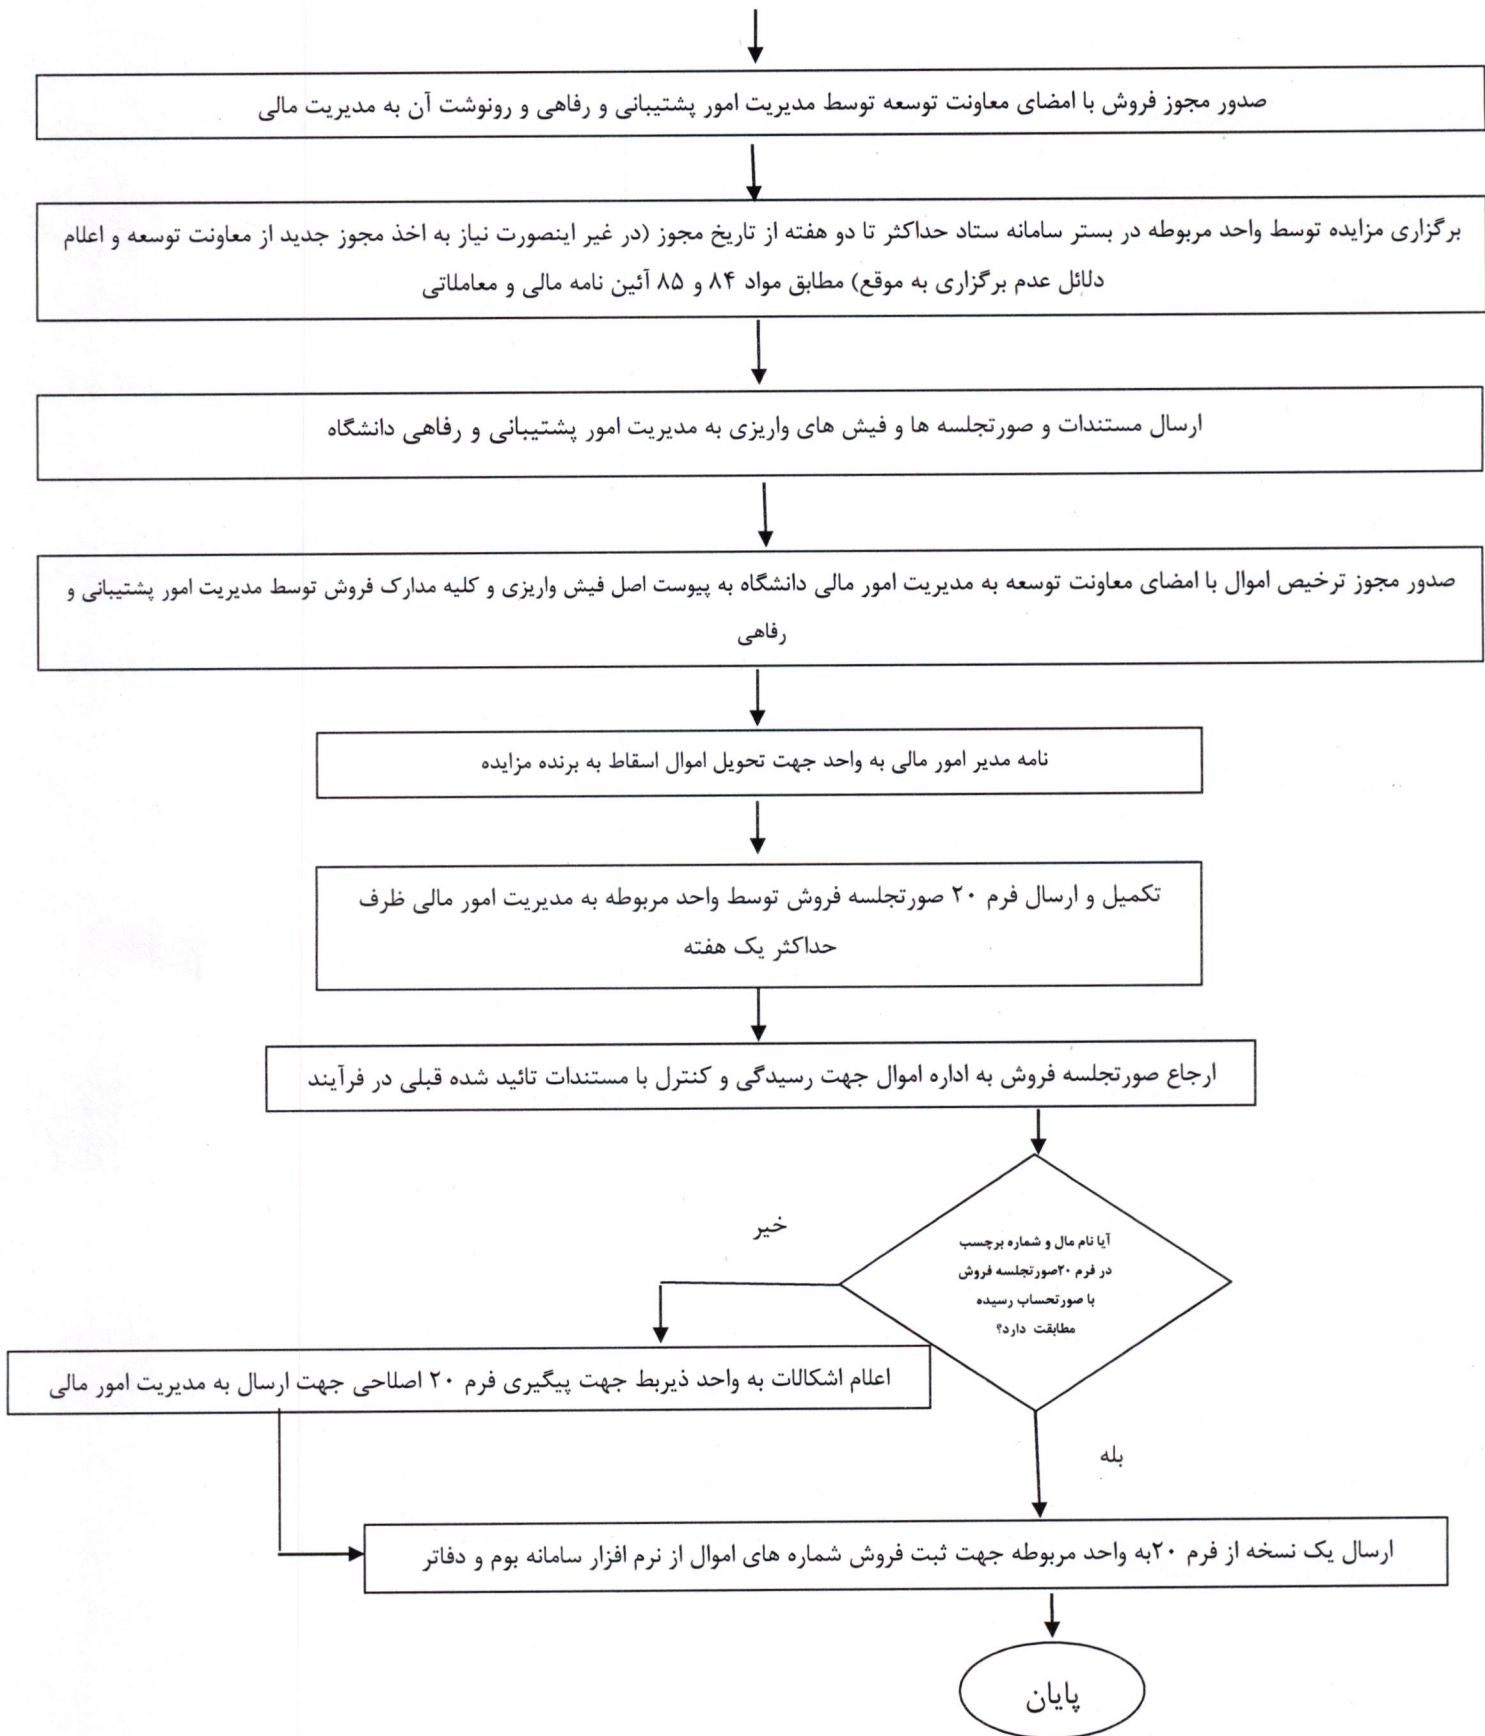 صدور مجوز فروش با امضای معاونت توسعه توسط مدیریت امور پشتیبانی و رفاهی و رونوشت آن به مدیریت مالی
برگزاری مزایده توسط واحد مربوطه در بستر سامانه ستاد حداکثر تا دو هفته از تاریخ مجوز (در غیر اینصورت نیاز به اخذ مجوز جدید از معاونت توسعه و اعلام
دلائل عدم برگزاری به موقع) مطابق مواد ۸۴ و ۸۵ آئین نامه مالی و معاملاتی
ارسال مستندات و صورتجلسه ها و فیش های واریزی به مدیریت امور پشتیبانی و رفاهی دانشگاه
صدور مجوز ترخیص اموال با امضای معاونت توسعه به مدیریت امور مالی دانشگاه به پیوست اصل فیش واریزی و کلیه مدارک فروش توسط مدیریت امور پشتیبانی و
رفاهی
نامه مدیر امور مالی به واحد جهت تحویل اموال اسقاط به برنده مزایده
تکمیل و ارسال فرم ۲۰ صورتجلسه فروش توسط واحد مربوطه به مدیریت امور مالی ظرف
حداکثر یک هفته
ارجاع صورتجلسه فروش به اداره اموال جهت رسیدگی و کنترل با مستندات تائید شده قبلی در فرآیند
خیر
آیا نام مال و شماره برچسب
در فرم ۲۰صورتجلسه فروش
با صورتحساب رسیده
مطابقت دارد؟
اعلام اشکالات به واحد ذیربط جهت پیگیری فرم ۲۰ اصلاحی جهت ارسال به مدیریت امور مالی
بله
ارسال یک نسخه از فرم ۲۰به واحد مربوطه جهت ثبت فروش شماره های اموال از نرم افزار سامانه بوم و دفاتر
پایان